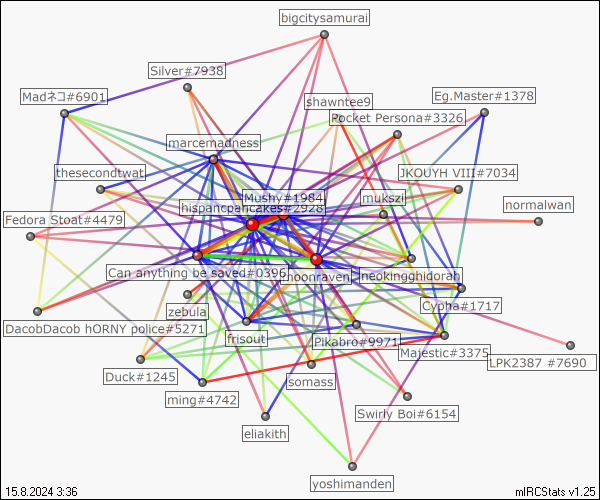 bigcitysamurai
Silver#7938
Madネコ#6901
shawntee9
Eg.Master#1378
Pocket Persona#3326
marcemadness
thesecondtwat
JKOUYH VIII#7034
Mushy#1984
mukszi
hispancpancakes#2928
normalwan
Fedora Stoat#4479
Can anything be saved#0396
moonraven
neokingghidorah
zebula
Cypha#1717
DacobDacob hORNY police#5271
frisout
Pikabro#9971
Majestic#3375
LPK2387 #7690
Duck#1245
somass
ming#4742
Swirly Boi#6154
eliakith
yoshimanden
15.8.2024 3:36
mIRCStats v1.25